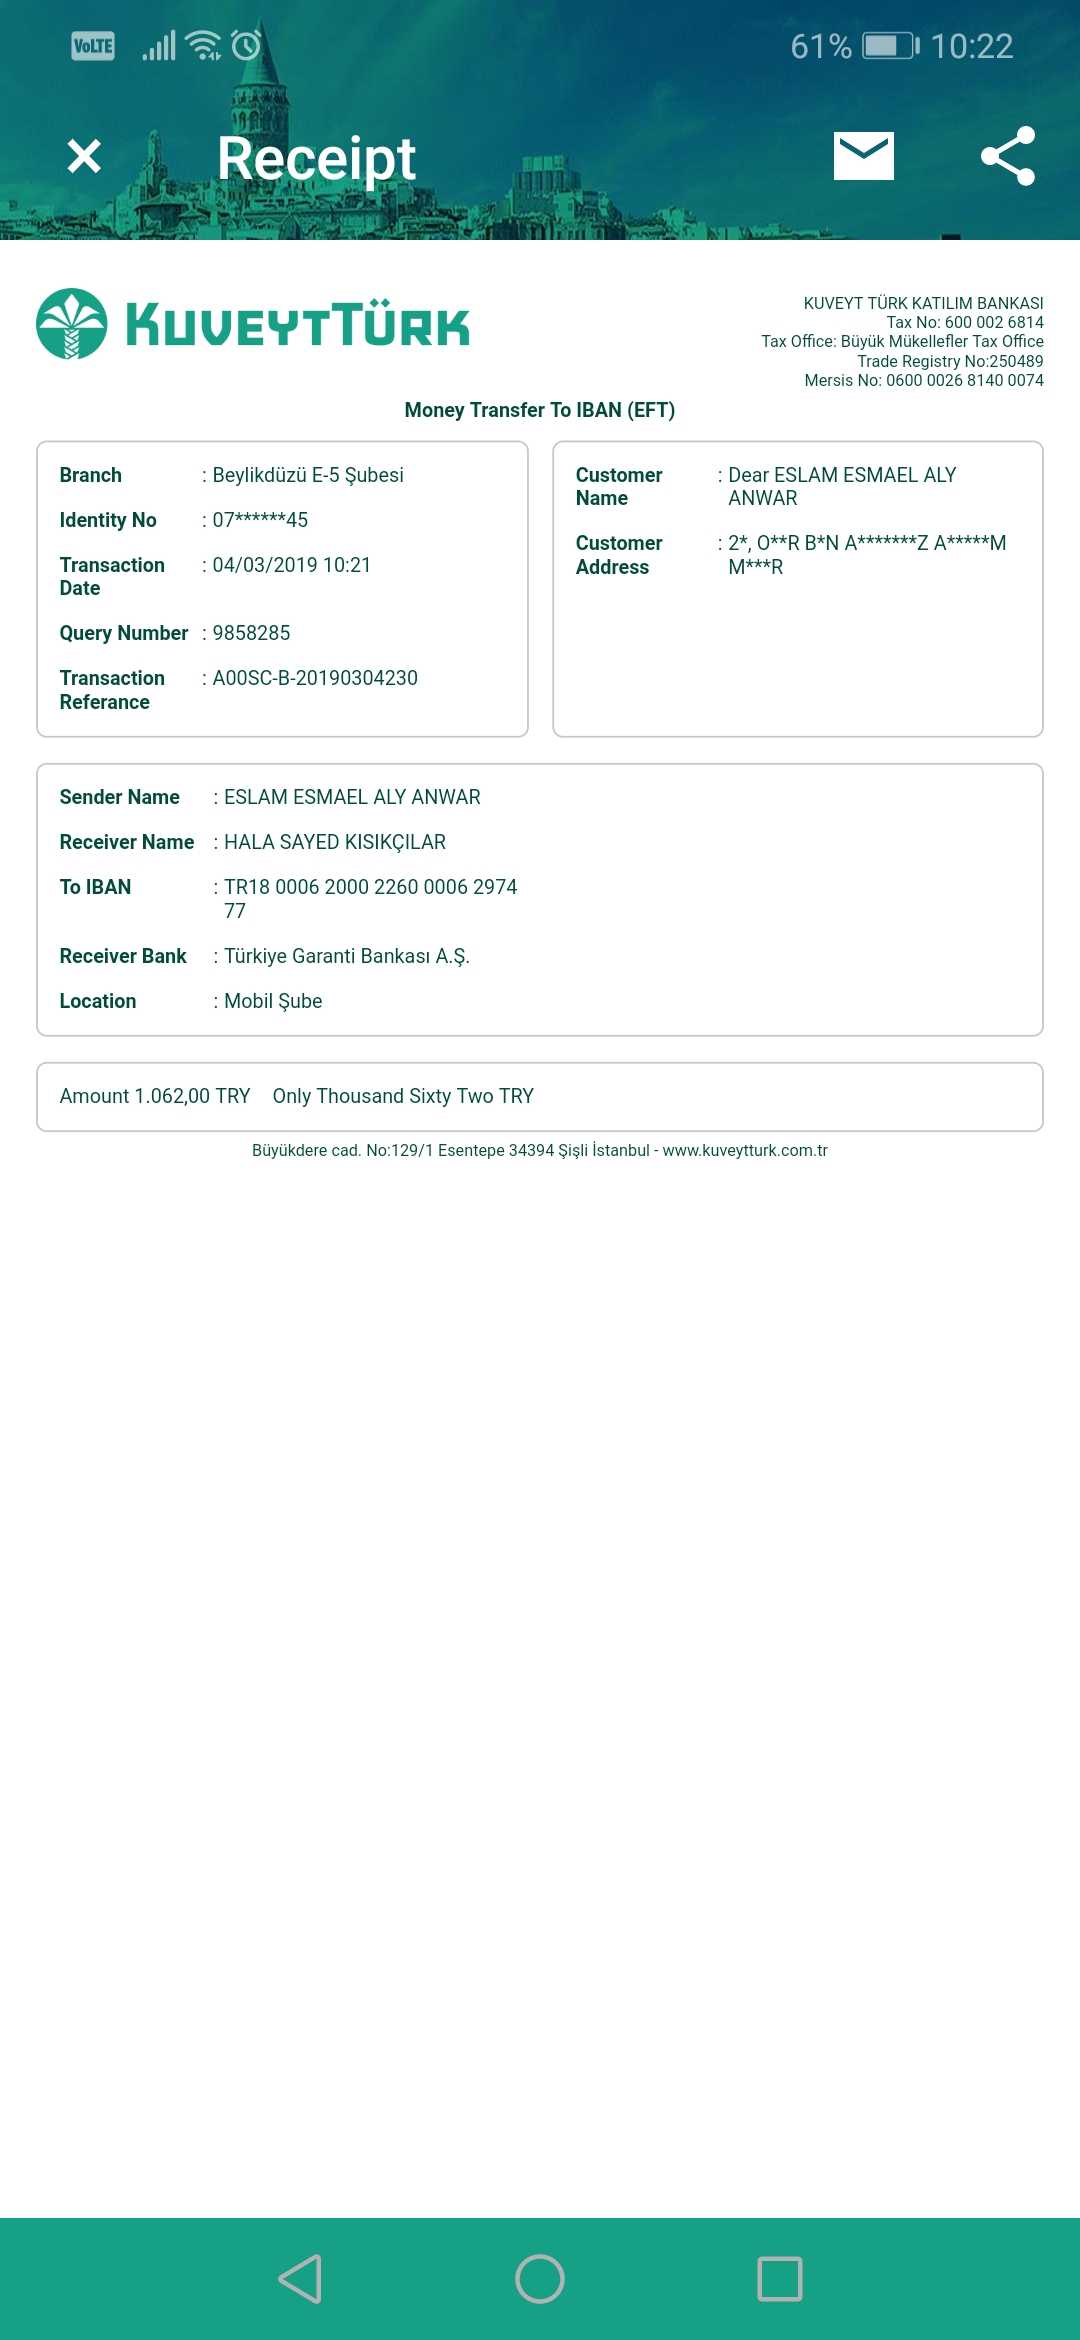 VoLTE 61% 10:22
Receipt
KUVEYTTÜRK
KUVEYT TÜRK KATILIM BANKASI
Tax No: 600 002 6814
Tax Office: Büyük Mükellefler Tax Office
Trade Registry No:250489
Mersis No: 0600 0026 8140 0074
Money Transfer To IBAN (EFT)
Branch : Beylikdüzü E-5 Şubesi
Identity No : 07******45
Transaction : 04/03/2019 10:21
Date
Query Number : 9858285
Transaction : A00SC-B-20190304230
Referance
Customer : Dear ESLAM ESMAEL ALY
Name ANWAR
Customer : 2*, O**R B*N A*******Z A*****M
Address M***R
Sender Name : ESLAM ESMAEL ALY ANWAR
Receiver Name : HALA SAYED KISIKÇILAR
To IBAN : TR18 0006 2000 2260 0006 2974
77
Receiver Bank : Türkiye Garanti Bankası A.Ş.
Location : Mobil Şube
Amount 1.062,00 TRY Only Thousand Sixty Two TRY
Büyükdere cad. No:129/1 Esentepe 34394 Şişli İstanbul - www.kuveytturk.com.tr